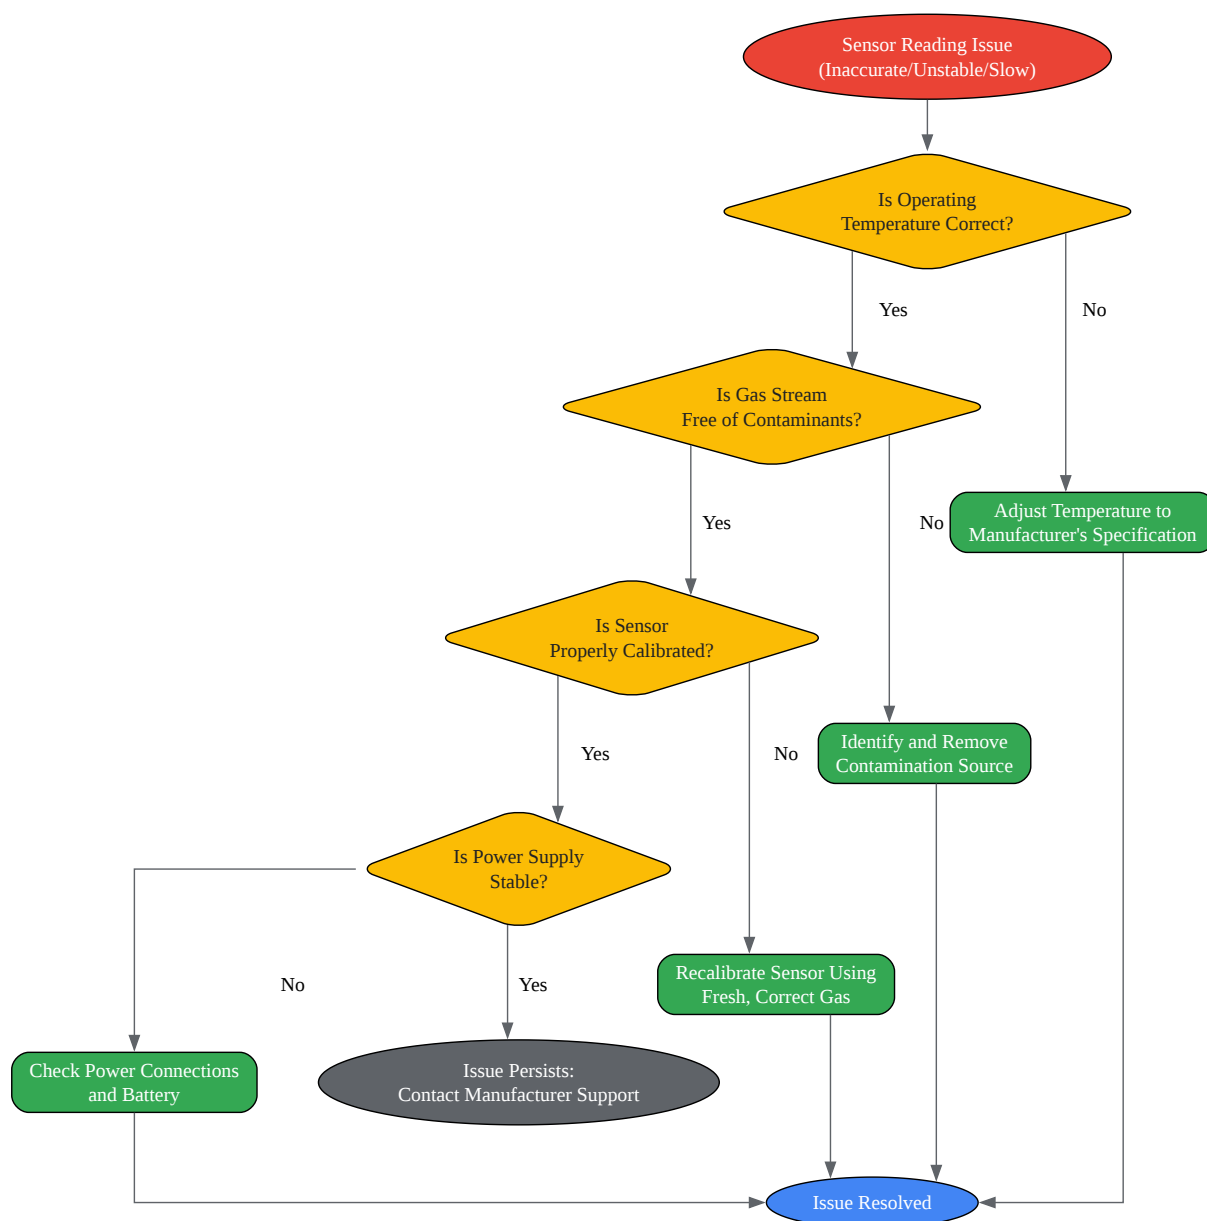 Sensor Reading Issue
(Inaccurate/Unstable/Slow)
Is Operating
Temperature Correct?
Yes
No
Is Gas Stream
Free of Contaminants?
Yes
No
Adjust Temperature to
Manufacturer's Specification
Is Sensor
Properly Calibrated?
Yes
No
Identify and Remove
Contamination Source
Is Power Supply
Stable?
No
Yes
Recalibrate Sensor Using
Fresh, Correct Gas
Check Power Connections
and Battery
Issue Persists:
Contact Manufacturer Support
Issue Resolved